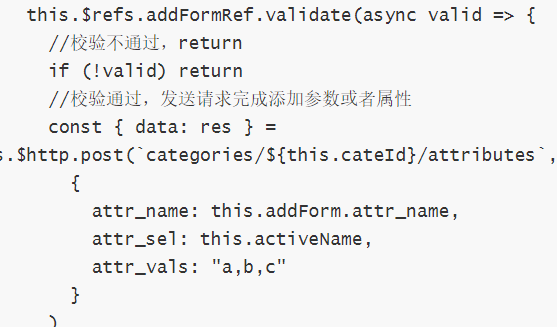 this.$refs.addFormRef.validate(async valid => {
//校验不通过，return
if (!valid) return
//校验通过，发送请求完成添加参数或者属性
const { data: res } =
s.$http.post(`categories/${this.cateId}/attributes`,
{
attr_name: this.addForm.attr_name,
attr_sel: this.activeName,
attr_vals: "a,b,c"
}
)